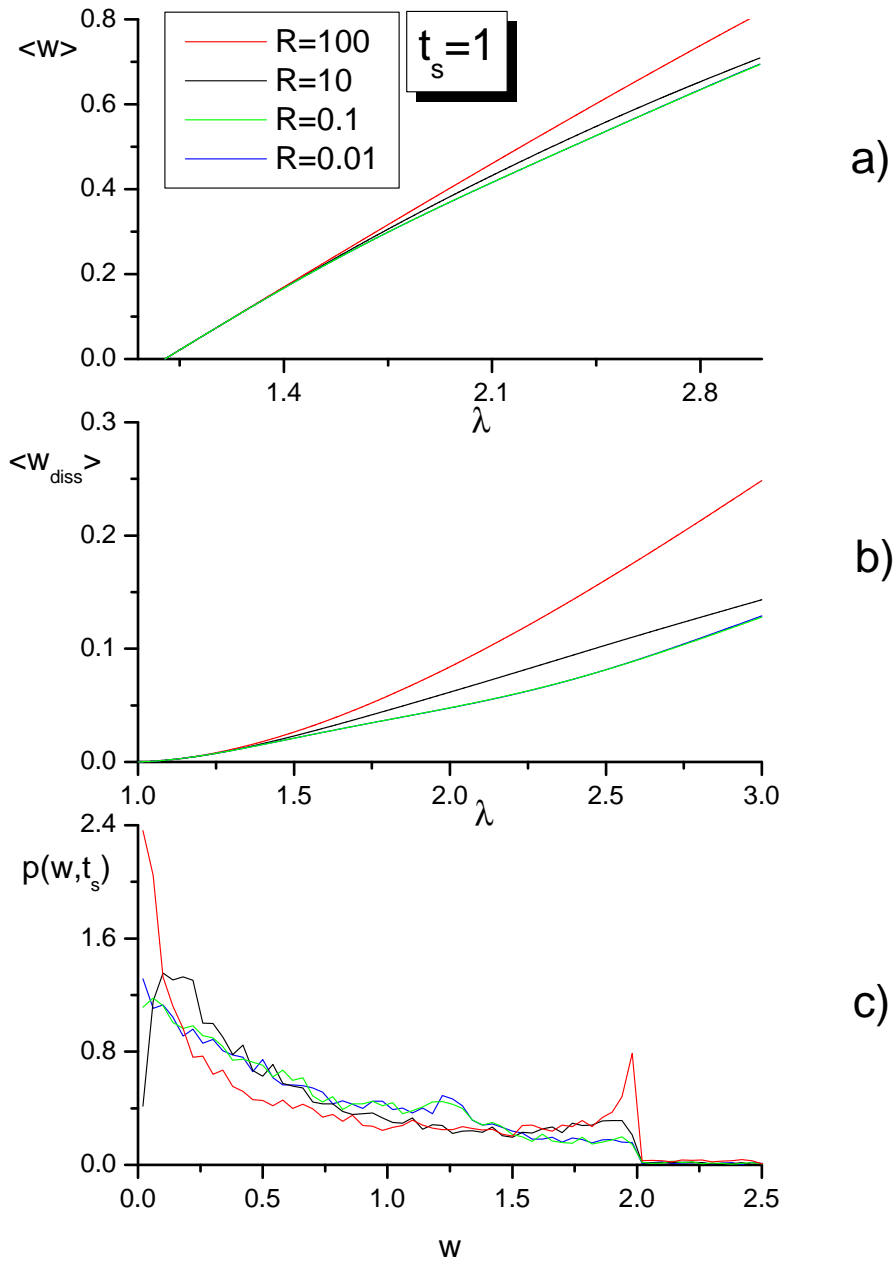 0.8
<w>
0.6
0.4
0.2
0.0
R=100
R=10
R=0.1
R=0.01
t_s=1
a)
1.4 2.1 2.8
λ
0.3
<w_diss>
0.2
0.1
0.0
b)
1.0 1.5 2.0 2.5 3.0
λ
2.4
p(w,t_s)
1.6
0.8
0.0
c)
0.0 0.5 1.0 1.5 2.0 2.5
w